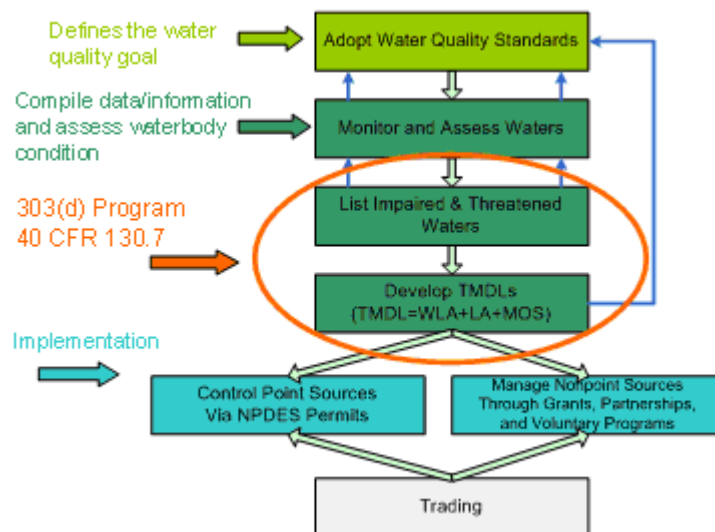 Defines the water
quality goal
Adopt Water Quality Standards
Compile data/information
and assess waterbody
condition
Monitor and Assess Waters
303(d) Program
40 CFR 130.7
List Impaired & Threatened
Waters
Develop TMDLs
(TMDL=WLA+LA+MOS)
Implementation
Control Point Sources
Via NPDES Permits
Manage Nonpoint Sources
Through Grants, Partnerships,
and Voluntary Programs
Trading